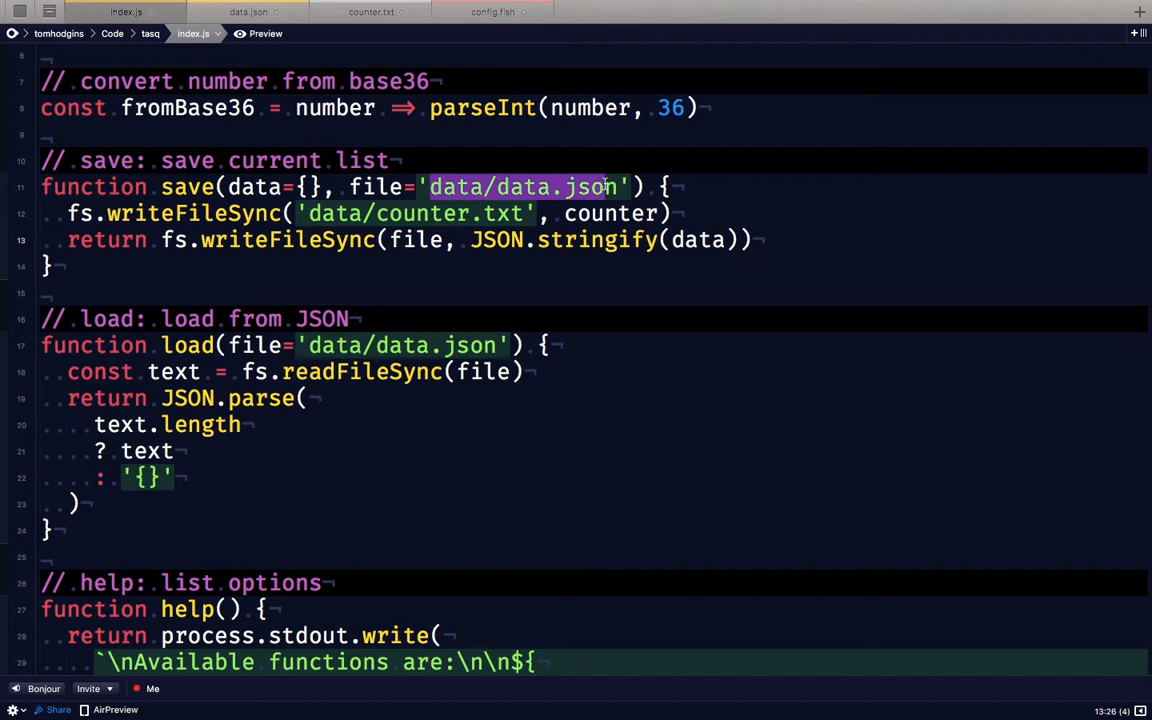 index.js
data.json
counter.txt
config.fish
tomhodgins Code tasq index.js Preview
6
7 // convert number from base36
8 const fromBase36 = number => parseInt(number, 36)
9
10 // save: save current list
11 function save(data={}, file='data/data.json') {
12 fs.writeFileSync('data/counter.txt', counter)
13 return fs.writeFileSync(file, JSON.stringify(data))
14 }
15
16 // load: load from JSON
17 function load(file='data/data.json') {
18 const text = fs.readFileSync(file)
19 return JSON.parse(
20 text.length
21 ? text
22 : '{}'
23 )
24 }
25
26 // help: list options
27 function help() {
28 return process.stdout.write(
29 `\nAvailable functions are:\n\n${
Bonjour Invite Me
Share AirPreview 13:26 (4)